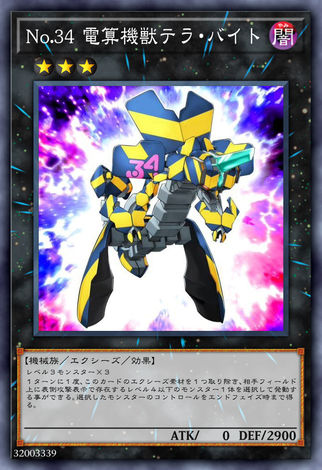 No.34 電算機獣テラ・バイト 闇
やみ
34
【機械族／エクシーズ／効果】
レベル３モンスター×３
１ターンに１度、このカードのエクシーズ素材を１つ取り除き、相手フィールド
上に表側攻撃表示で存在するレベル４以下のモンスター１体を選択して発動す
る。選択したモンスターのコントロールをエンドフェイズ時まで得
る。
ATK/ 0 DEF/2900
32003339